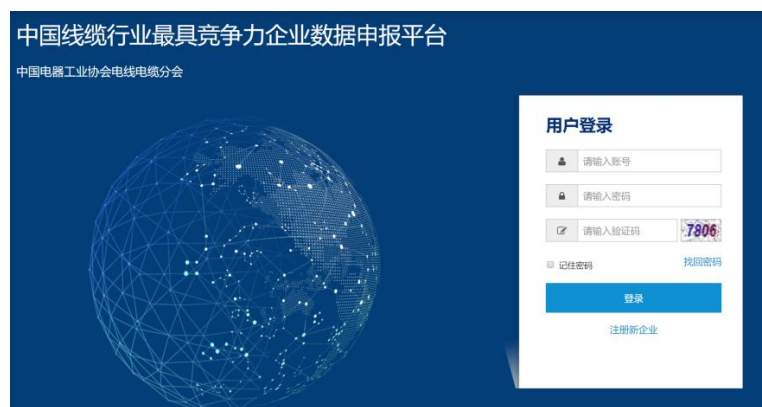 中国线缆行业最具竞争力企业数据申报平台
中国电器工业协会电线电缆分会
用户登录
请输入账号
请输入密码
请输入验证码
7806
记住密码
找回密码
登录
注册新企业